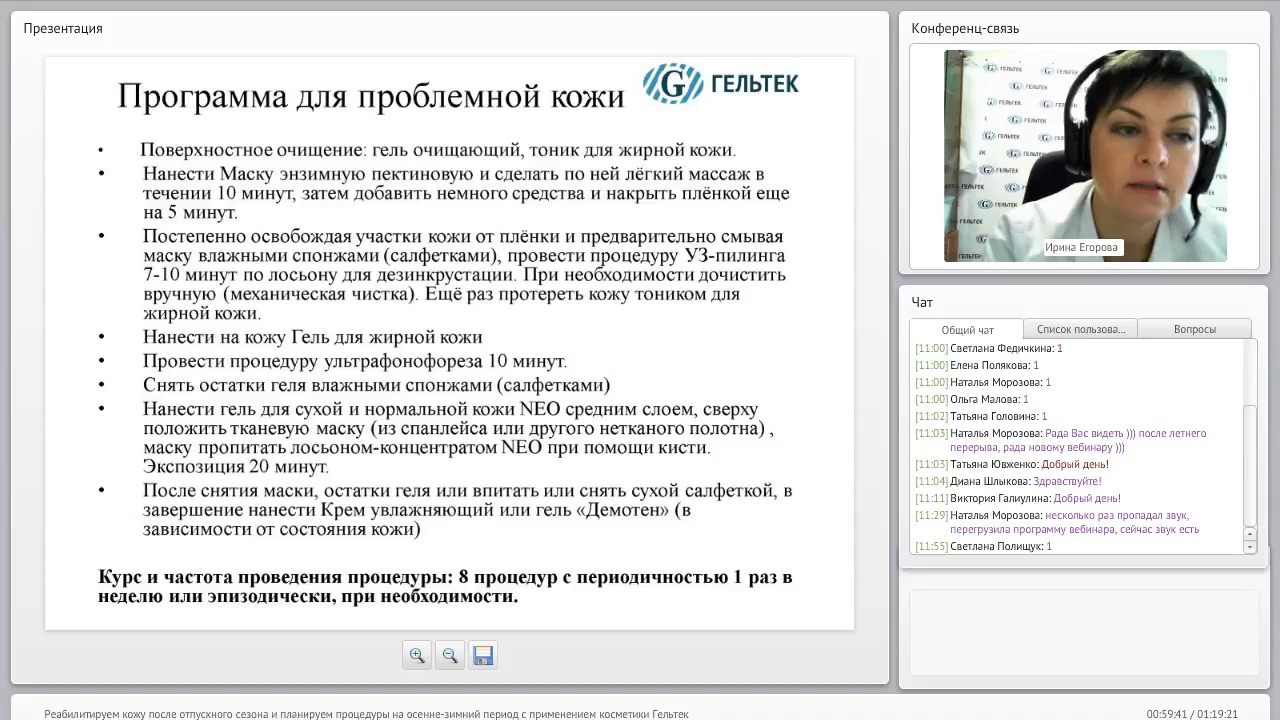 Презентация
Программа для проблемной кожи
G ГЕЛЬТЕК
• Поверхностное очищение: гель очищающий, тоник для жирной кожи.
• Нанести Маску энзимную пектиновую и сделать по ней лёгкий массаж в
течении 10 минут, затем добавить немного средства и накрыть плёнкой еще
на 5 минут.
• Постепенно освобождая участки кожи от плёнки и предварительно смывая
маску влажными спонжами (салфетками), провести процедуру УЗ-пилинга
7-10 минут по лосьону для дезинкрустации. При необходимости дочистить
вручную (механическая чистка). Ещё раз протереть кожу тоником для
жирной кожи.
• Нанести на кожу Гель для жирной кожи
• Провести процедуру ультрафонофореза 10 минут.
• Снять остатки геля влажными спонжами (салфетками)
• Нанести гель для сухой и нормальной кожи NEO средним слоем, сверху
положить тканевую маску (из спанлейса или другого нетканого полотна) ,
маску пропитать лосьоном-концентратом NEO при помощи кисти.
Экспозиция 20 минут.
• После снятия маски, остатки геля или впитать или снять сухой салфеткой, в
завершение нанести Крем увлажняющий или гель «Демотен» (в
зависимости от состояния кожи)
Курс и частота проведения процедуры: 8 процедур с периодичностью 1 раз в
неделю или эпизодически, при необходимости.
Конференц-связь
ГЕЛЬТЕК
Ирина Егорова
Чат
Общий чат
Список пользова...
Вопросы
[11:00] Светлана Федичкина: 1
[11:00] Елена Полякова: 1
[11:00] Наталья Морозова: 1
[11:00] Ольга Малова: 1
[11:02] Татьяна Головина: 1
[11:03] Наталья Морозова: Рада Вас видеть ))) после летнего
перерыва, рада новому вебинару )))
[11:03] Татьяна Ювженко: Добрый день!
[11:04] Диана Шлыкова: Здравствуйте!
[11:11] Виктория Галиулина: Добрый день!
[11:29] Наталья Морозова: несколько раз пропадал звук,
перегрузила программу вебинара, сейчас звук есть
[11:55] Светлана Полищук: 1
Реабилитируем кожу после отпускного сезона и планируем процедуры на осенне-зимний период с применением косметики Гельтек
00:59:41 / 01:19:21